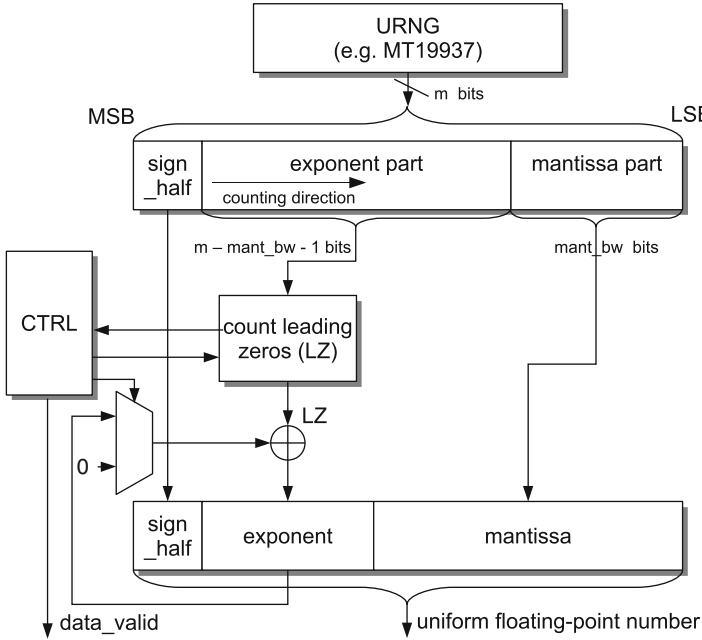 URNG
(e.g. MT19937)
m bits
MSB
LSB
sign
_half
exponent part
counting direction
mantissa part
m – mant_bw - 1 bits
mant_bw bits
CTRL
count leading
zeros (LZ)
LZ
0
sign
_half
exponent
mantissa
data_valid
uniform floating-point number